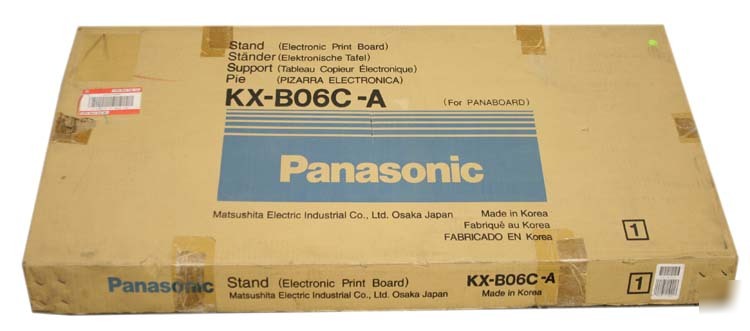 Stand (Electronic Print Board)
Ständer (Elektronische Tafel)
Support (Tableau Copieur Électronique)
Pie (PIZARRA ELECTRONICA)
KX-B06C-A (For PANABOARD)
Panasonic
Matsushita Electric Industrial Co., Ltd. Osaka Japan Made in Korea
Fabriqué au Korea
FABRICADO EN Korea
1
Panasonic Stand (Electronic Print Board) KX-B06C-A 1
Matsushita Electric Industrial Co., Ltd. Osaka Japan Made in Korea